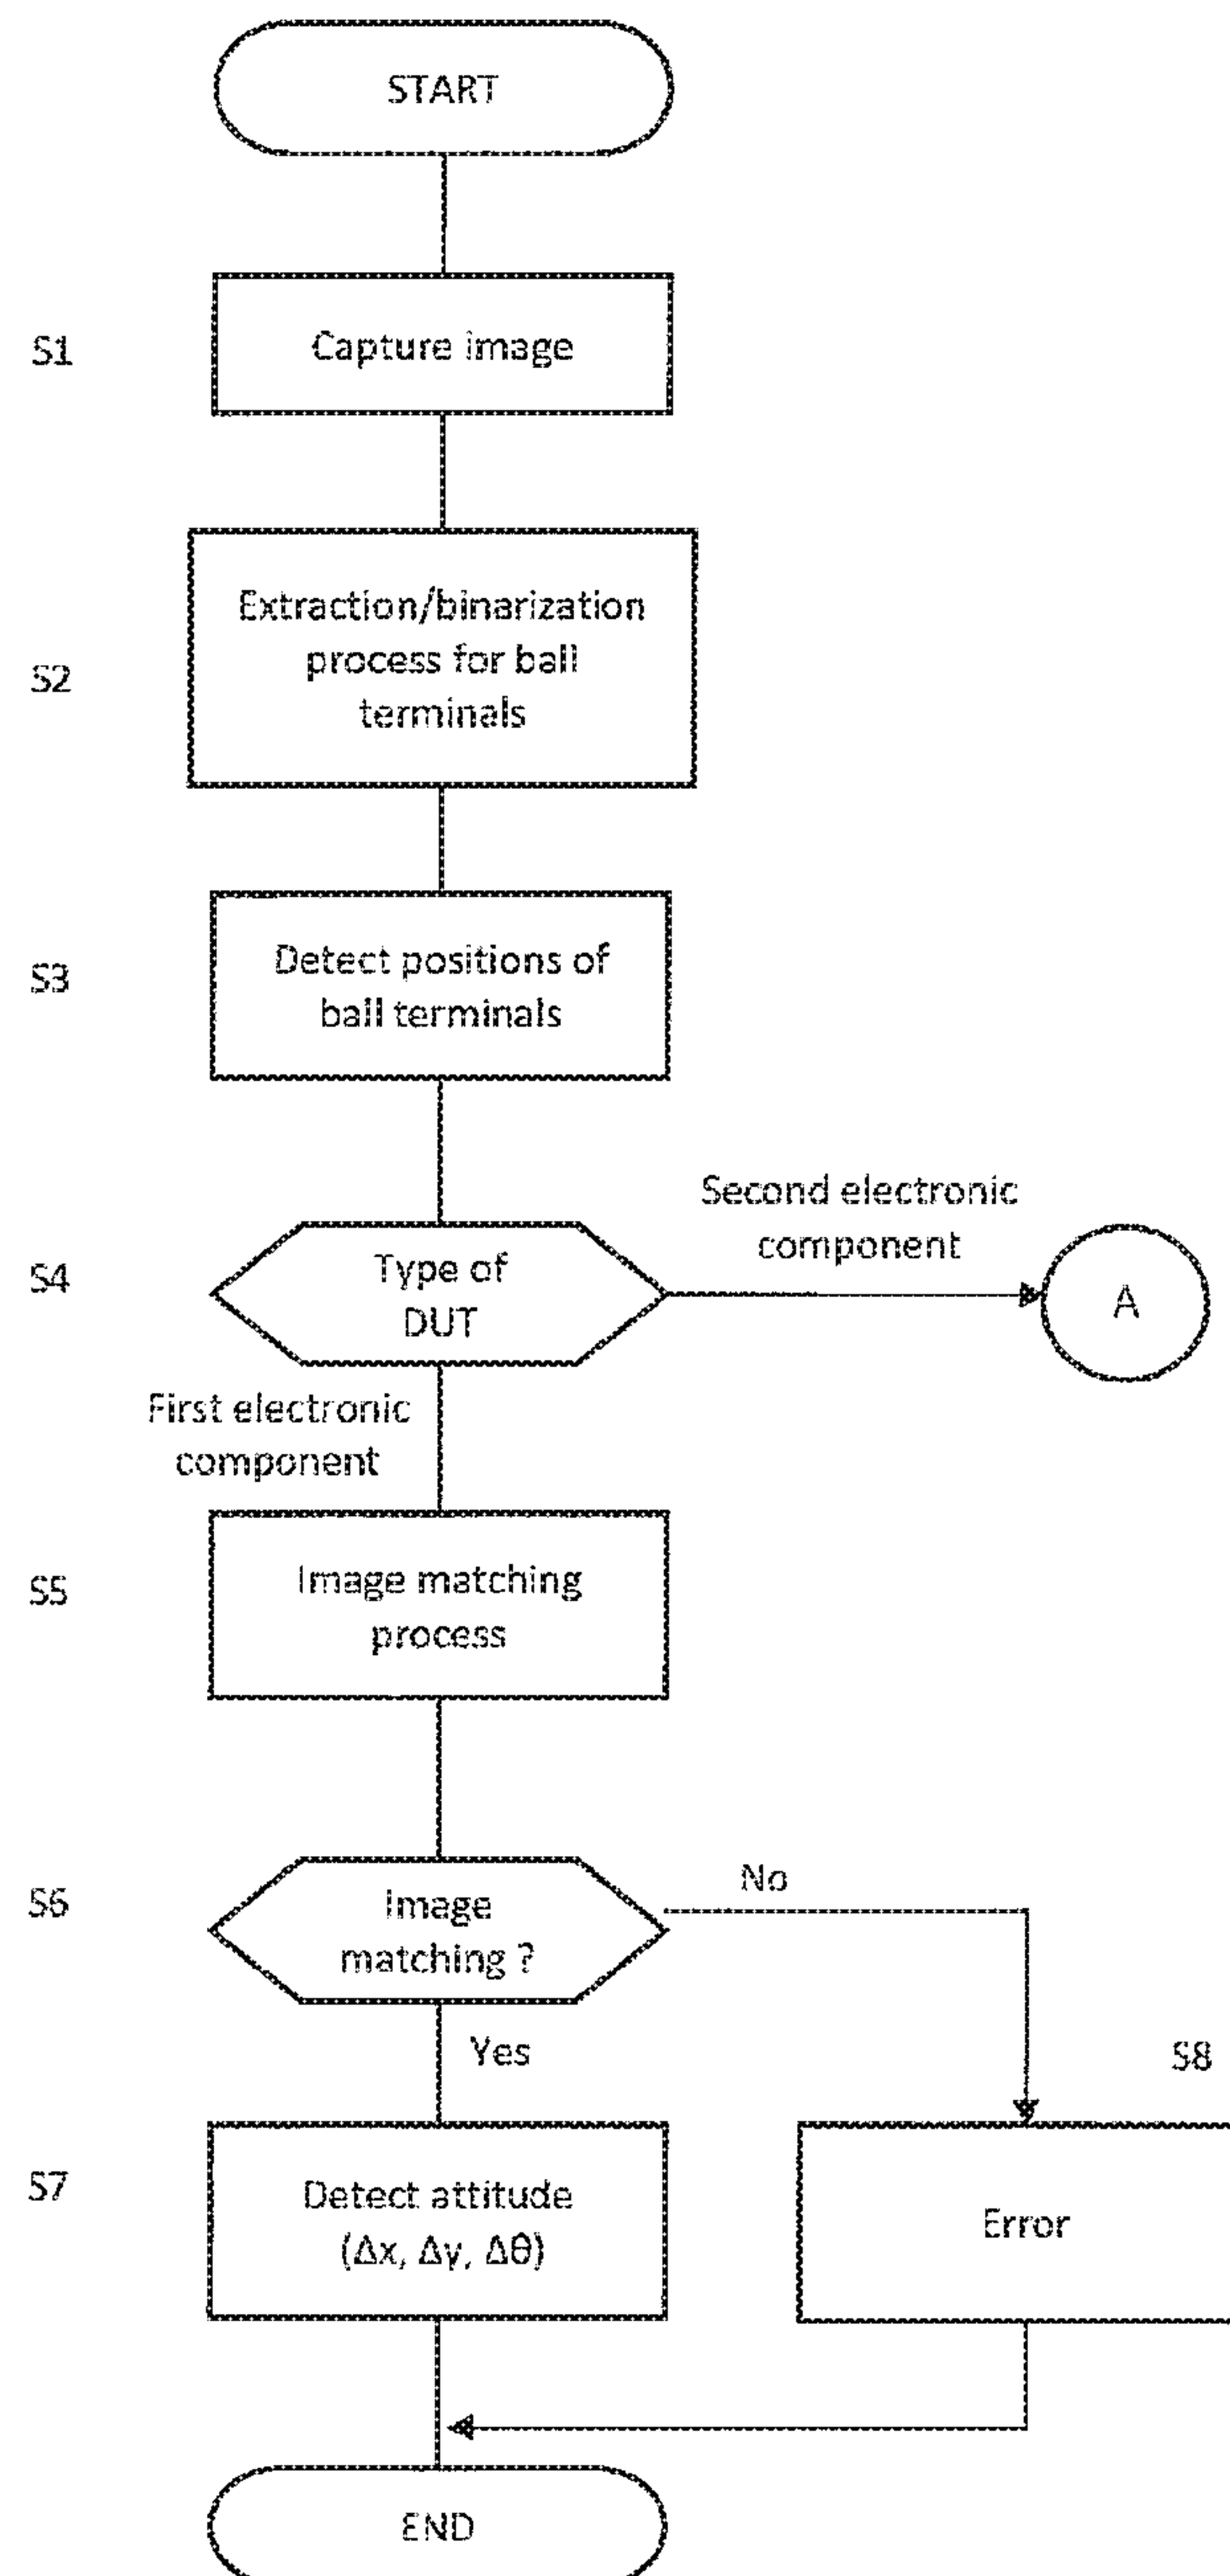 START
S1
Capture image
S2
Extraction/binarization
process for ball
terminals
S3
Detect positions of
ball terminals
Second electronic
component
S4
Type of
DUT
A
First electronic
component
S5
Image matching
process
S6
Image
matching ?
No
Yes
S8
S7
Detect attitude
(Δx, Δy, Δθ)
Error
END